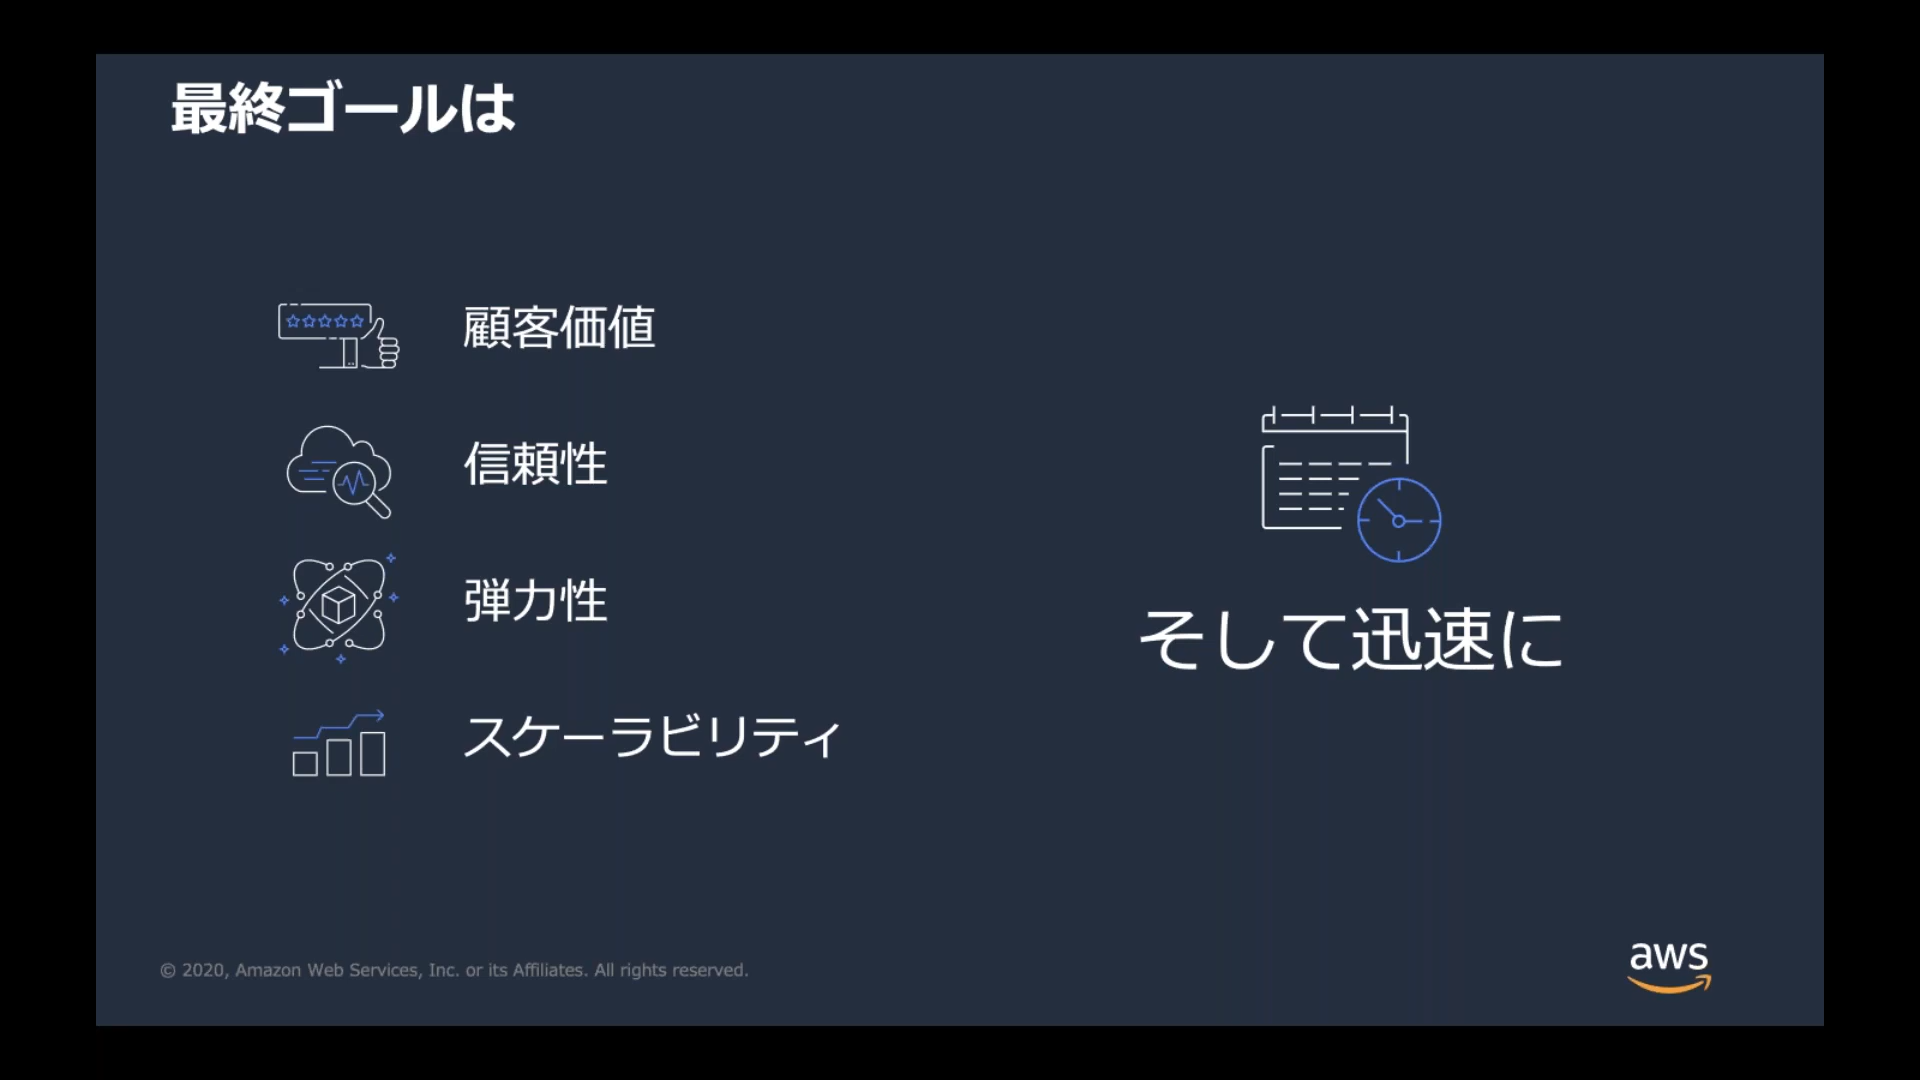 最終ゴールは
顧客価値
信頼性
弾力性
スケーラビリティ
そして迅速に
© 2020, Amazon Web Services, Inc. or its Affiliates. All rights reserved.
aws